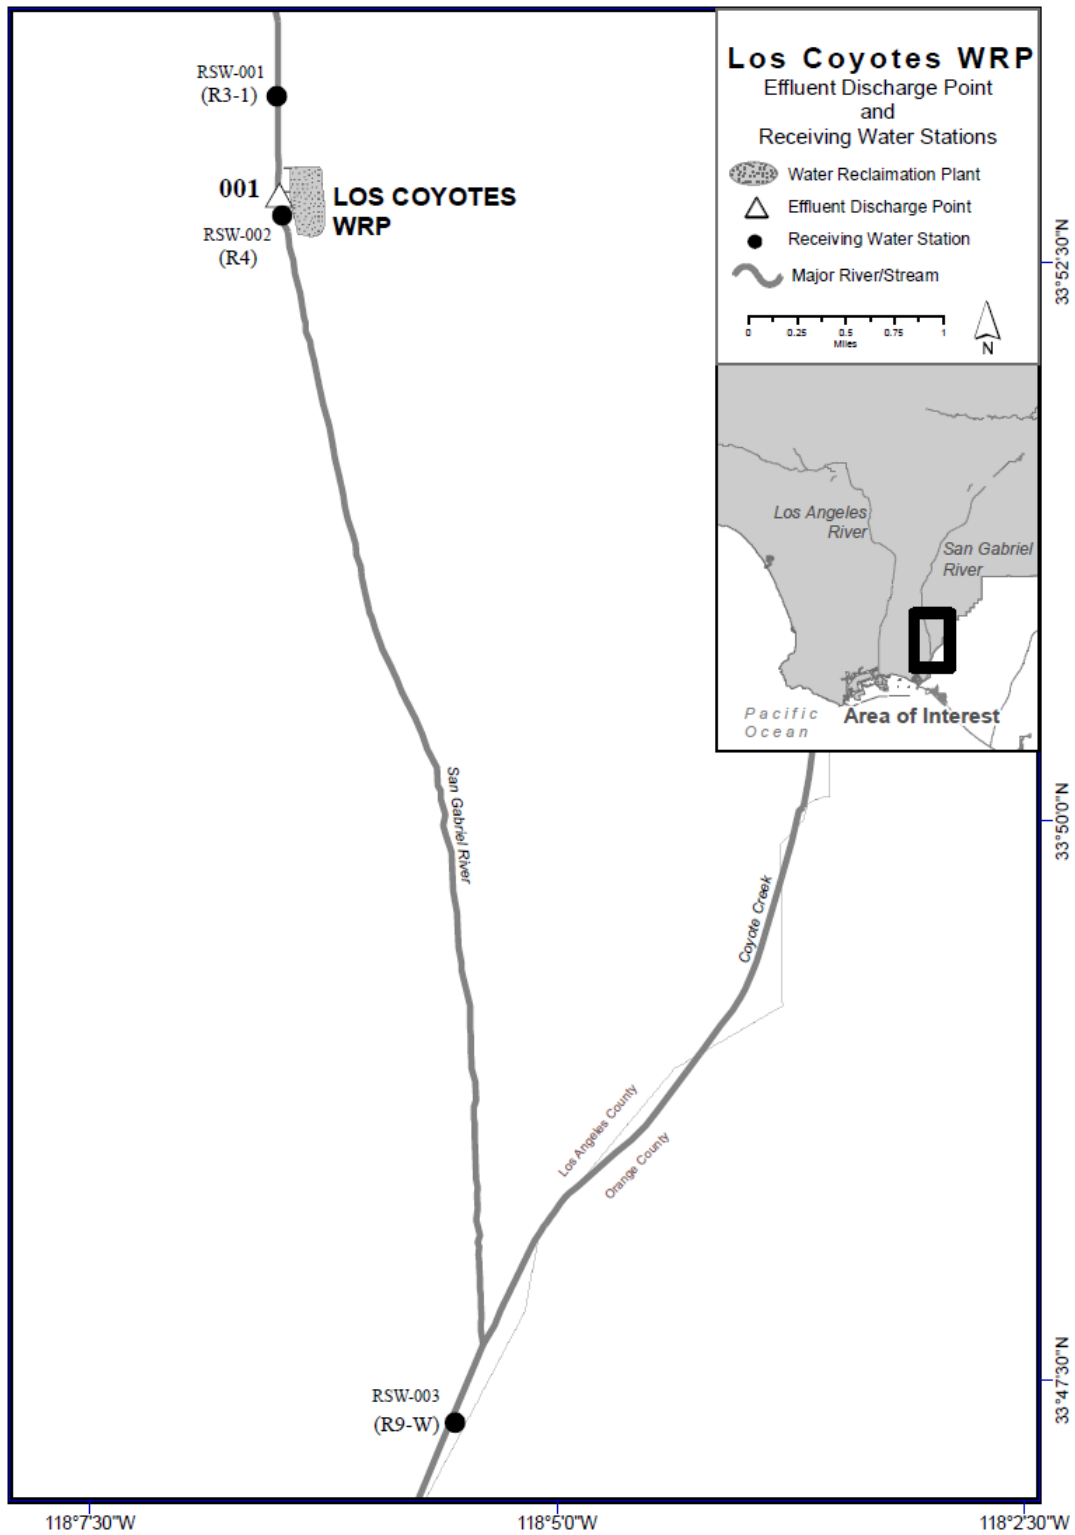 Los Coyotes WRP
Effluent Discharge Point
and
Receiving Water Stations
Water Reclaimation Plant
Effluent Discharge Point
Receiving Water Station
Major River/Stream
0 0.25 0.5 0.75 1
Miles
N
RSW-001
(R3-1)
001
LOS COYOTES
WRP
RSW-002
(R4)
33°52'30"N
Los Angeles
River
San Gabriel
River
Pacific
Ocean
Area of Interest
San Gabriel River
33°50'0"N
Coyote Creek
Los Angeles County
Orange County
RSW-003
(R9-W)
33°47'30"N
118°7'30"W
118°5'0"W
118°2'30"W